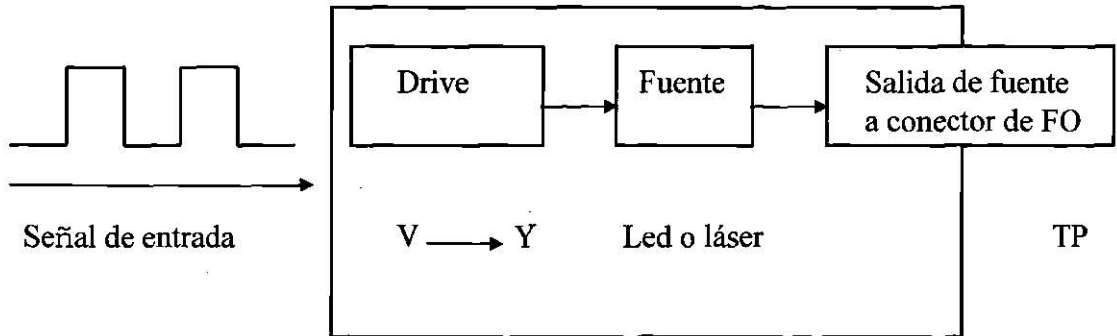 Drive
Fuente
Salida de fuente
a conector de FO
Señal de entrada
V
Y
Led o láser
TP